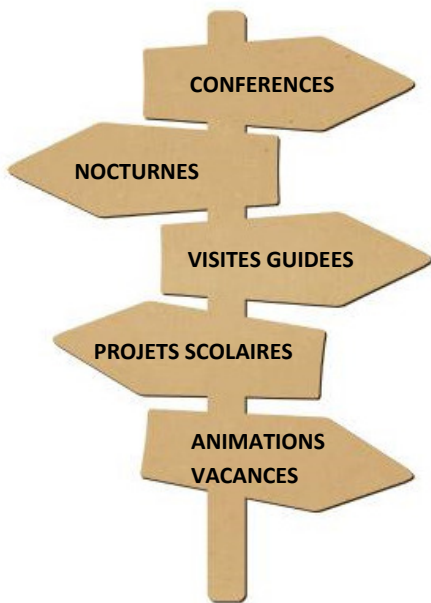 CONFERENCES
NOCTURNES
VISITES GUIDEES
PROJETS SCOLAIRES
ANIMATIONS
VACANCES